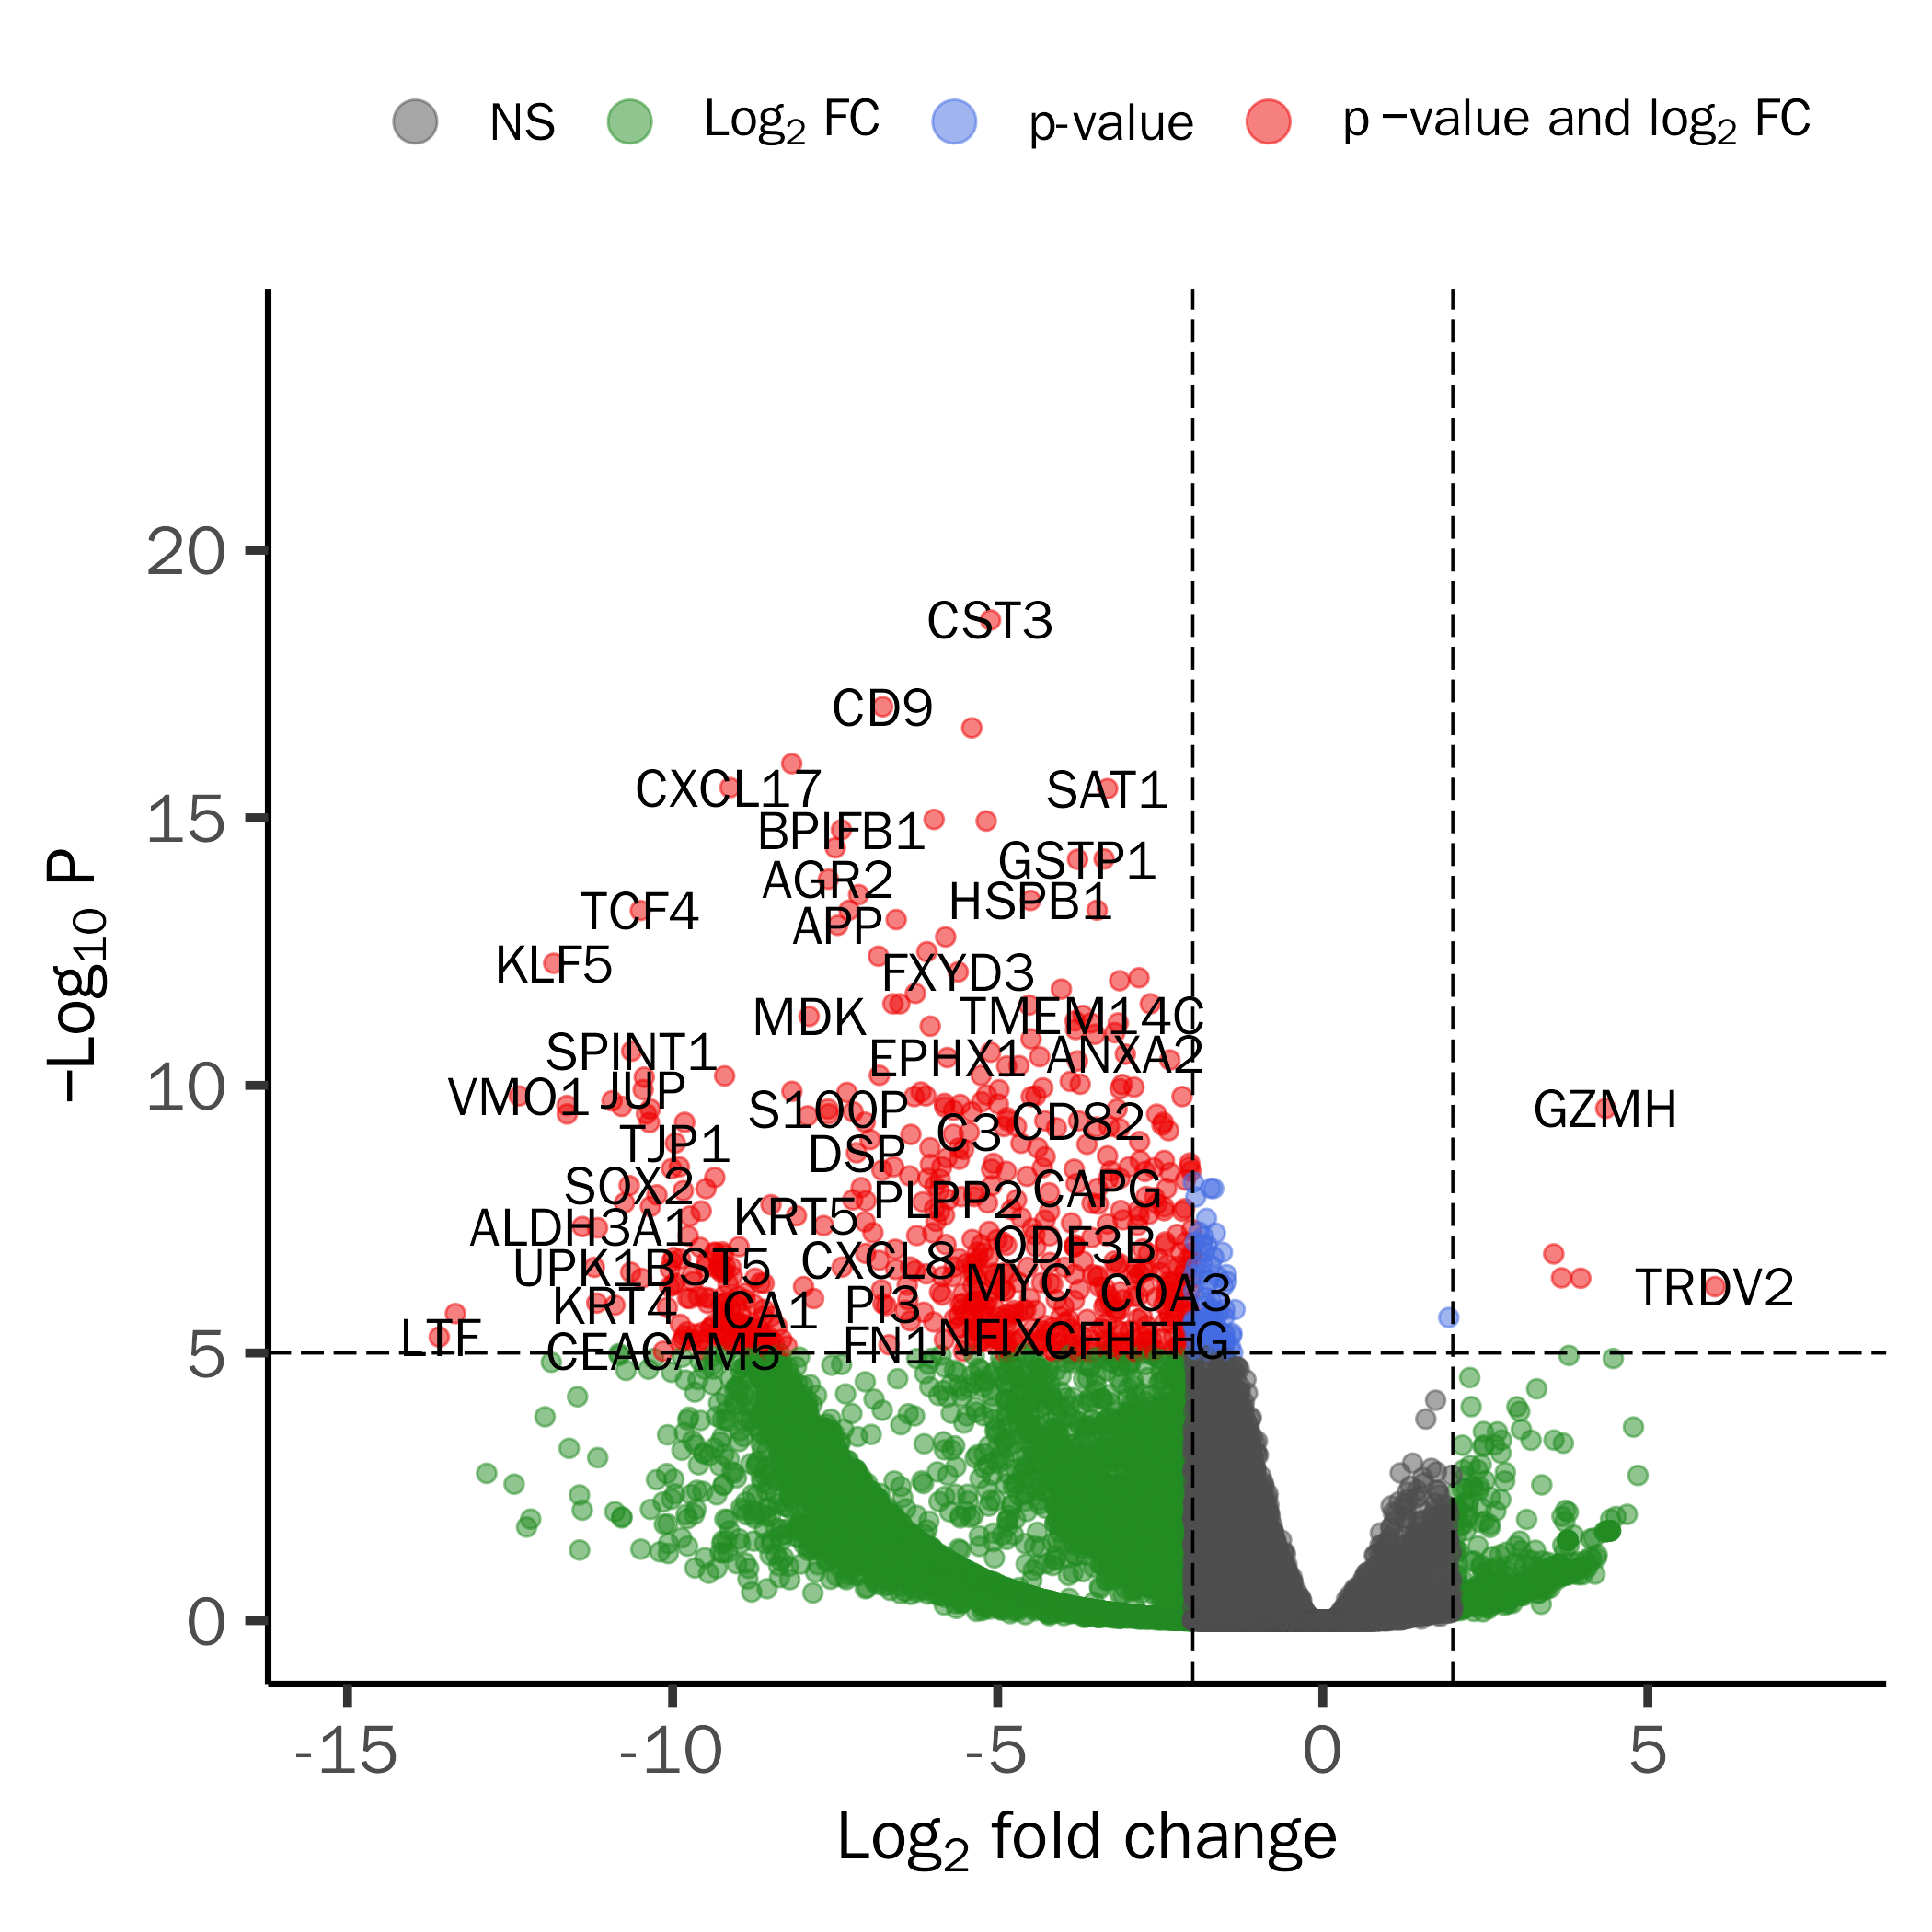 NS Log₂ FC p-value p −value and log₂ FC
−Log₁₀ P
20
15
10
5
0
CST3
CD9
CXCL17
SAT1
BPIFB1
GSTP1
AGR2
HSPB1
TCF4
APP
KLF5
FXYD3
MDK
TMEM14C
SPINT1
EPHX1
ANXA2
VMO1
JUP
S100P
GZMH
C3
CD82
TJP1
DSP
SOX2
CAPG
PLPP2
KRT5
ALDH3A1
ODF3B
CXCL8
UPK1B
ST5
MYC
TRDV2
COA3
KRT4
PI3
ICA1
LTF
FN1
NFIX
CFH
TFG
CEACAM5
-15 -10 -5 0 5
Log₂ fold change